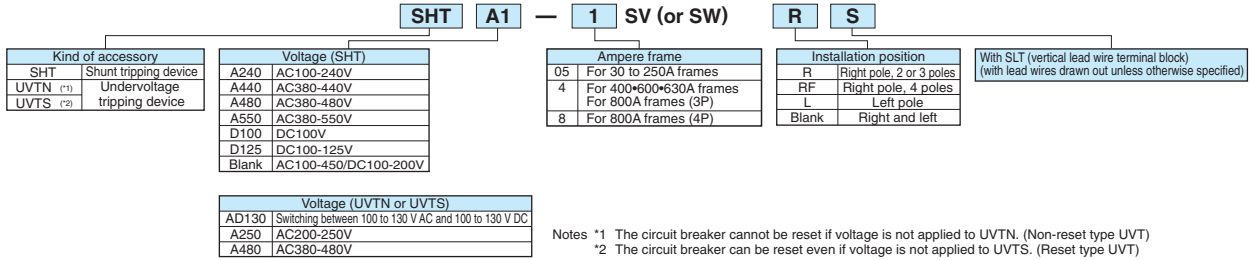 SHT A1 — 1 SV (or SW) R S
Kind of accessory
SHT Shunt tripping device
UVTN (*1) Undervoltage
UVTS (*2) tripping device
Voltage (SHT)
A240 AC100-240V
A440 AC380-440V
A480 AC380-480V
A550 AC380-550V
D100 DC100V
D125 DC100-125V
Blank AC100-450/DC100-200V
Ampere frame
05 For 30 to 250A frames
4 For 400•600•630A frames
For 800A frames (3P)
8 For 800A frames (4P)
Installation position
R Right pole, 2 or 3 poles
RF Right pole, 4 poles
L Left pole
Blank Right and left
With SLT (vertical lead wire terminal block)
(with lead wires drawn out unless otherwise specified)
Voltage (UVTN or UVTS)
AD130 Switching between 100 to 130 V AC and 100 to 130 V DC
A250 AC200-250V
A480 AC380-480V
Notes *1 The circuit breaker cannot be reset if voltage is not applied to UVTN. (Non-reset type UVT)
*2 The circuit breaker can be reset even if voltage is not applied to UVTS. (Reset type UVT)